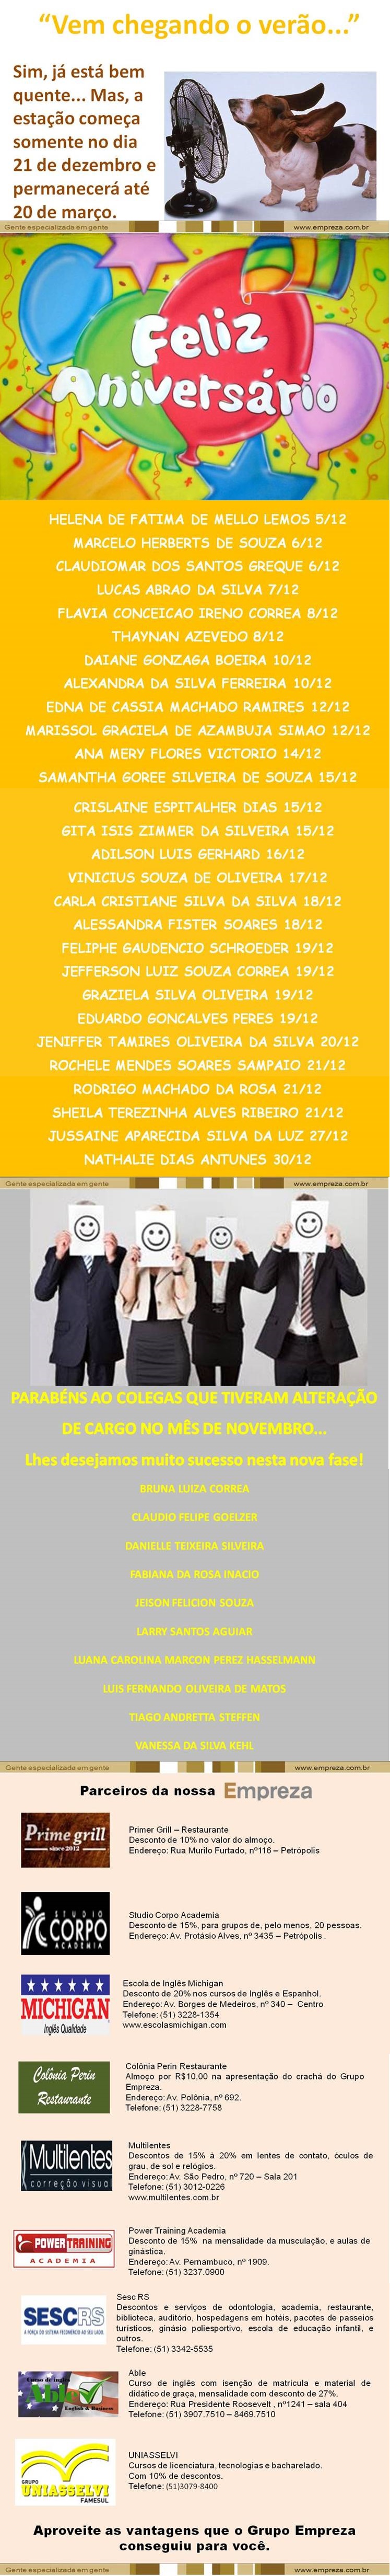 “Vem chegando o verão...”
Sim, já está bem
quente... Mas, a
estação começa
somente no dia
21 de dezembro e
permanecerá até
20 de março.
Gente especializada em gente
www.empreza.com.br
Feliz
Aniversário
HELENA DE FATIMA DE MELLO LEMOS 5/12
MARCELO HERBERTS DE SOUZA 6/12
CLAUDIOMAR DOS SANTOS GREQUE 6/12
LUCAS ABRAO DA SILVA 7/12
FLAVIA CONCEICAO IRENO CORREA 8/12
THAYNAN AZEVEDO 8/12
DAIANE GONZAGA BOEIRA 10/12
ALEXANDRA DA SILVA FERREIRA 10/12
EDNA DE CASSIA MACHADO RAMIRES 12/12
MARISSOL GRACIELA DE AZAMBUJA SIMAO 12/12
ANA MERY FLORES VICTORIO 14/12
SAMANTHA GOREE SILVEIRA DE SOUZA 15/12
CRISLAINE ESPITALHER DIAS 15/12
GITA ISIS ZIMMER DA SILVEIRA 15/12
ADILSON LUIS GERHARD 16/12
VINICIUS SOUZA DE OLIVEIRA 17/12
CARLA CRISTIANE SILVA DA SILVA 18/12
ALESSANDRA FISTER SOARES 18/12
FELIPHE GAUDENCIO SCHROEDER 19/12
JEFFERSON LUIZ SOUZA CORREA 19/12
GRAZIELA SILVA OLIVEIRA 19/12
EDUARDO GONCALVES PERES 19/12
JENIFFER TAMIRES OLIVEIRA DA SILVA 20/12
ROCHELE MENDES SOARES SAMPAIO 21/12
RODRIGO MACHADO DA ROSA 21/12
SHEILA TEREZINHA ALVES RIBEIRO 21/12
JUSSAINE APARECIDA SILVA DA LUZ 27/12
NATHALIE DIAS ANTUNES 30/12
Gente especializada em gente
www.empreza.com.br
PARABÉNS AO COLEGAS QUE TIVERAM ALTERAÇÃO
DE CARGO NO MÊS DE NOVEMBRO...
Lhes desejamos muito sucesso nesta nova fase!
BRUNA LUIZA CORREA
CLAUDIO FELIPE GOELZER
DANIELLE TEIXEIRA SILVEIRA
FABIANA DA ROSA INACIO
JEISON FELICION SOUZA
LARRY SANTOS AGUIAR
LUANA CAROLINA MARCON PEREZ HASSELMANN
LUIS FERNANDO OLIVEIRA DE MATOS
TIAGO ANDRETTA STEFFEN
VANESSA DA SILVA KEHL
Gente especializada em gente
www.empreza.com.br
Parceiros da nossa Empreza
Prime grill
since 2012
Primer Grill – Restaurante
Desconto de 10% no valor do almoço.
Endereço: Rua Murilo Furtado, nº116 – Petrópolis
STUDIO
CORPO
ACADEMIA
Studio Corpo Academia
Desconto de 15%, para grupos de, pelo menos, 20 pessoas.
Endereço: Av. Protásio Alves, nº 3435 – Petrópolis .
MICHIGAN
Inglês Qualidade
Escola de Inglês Michigan
Desconto de 20% nos cursos de Inglês e Espanhol.
Endereço: Av. Borges de Medeiros, nº 340 – Centro
Telefone: (51) 3228-1354
www.escolasmichigan.com
Colônia Perin
Restaurante
Colônia Perin Restaurante
Almoço por R$10,00 na apresentação do crachá do Grupo
Empreza.
Endereço: Av. Polônia, nº 692.
Telefone: (51) 3228-7758
Multilentes
correção visual
Multilentes
Descontos de 15% à 20% em lentes de contato, óculos de
grau, de sol e relógios.
Endereço: Av. São Pedro, nº 720 – Sala 201
Telefone: (51) 3012-0226
www.multilentes.com.br
POWER TRAINING
ACADEMIA
Power Training Academia
Desconto de 15% na mensalidade da musculação, e aulas de
ginástica.
Endereço: Av. Pernambuco, nº 1909.
Telefone: (51) 3237.0900
SESCRS
A FORÇA DO SISTEMA FECOMÉRCIO AO SEU LADO
Sesc RS
Descontos e serviços de odontologia, academia, restaurante,
biblioteca, auditório, hospedagens em hotéis, pacotes de passeios
turísticos, ginásio poliesportivo, escola de educação infantil, e
outros.
Telefone: (51) 3342-5535
Curso de Inglês
Able
English & Business
Able
Curso de inglês com isenção de matricula e material de
didático de graça, mensalidade com desconto de 27%.
Endereço: Rua Presidente Roosevelt , nº1241 – sala 404
Telefone: (51) 3907.7510 – 8469.7510
GRUPO
UNIASSELVI
FAMESUL
UNIASSELVI
Cursos de licenciatura, tecnologias e bacharelado.
Com 10% de descontos.
Telefone: (51)3079-8400
Aproveite as vantagens que o Grupo Empreza
conseguiu para você.
Gente especializada em gente
www.empreza.com.br